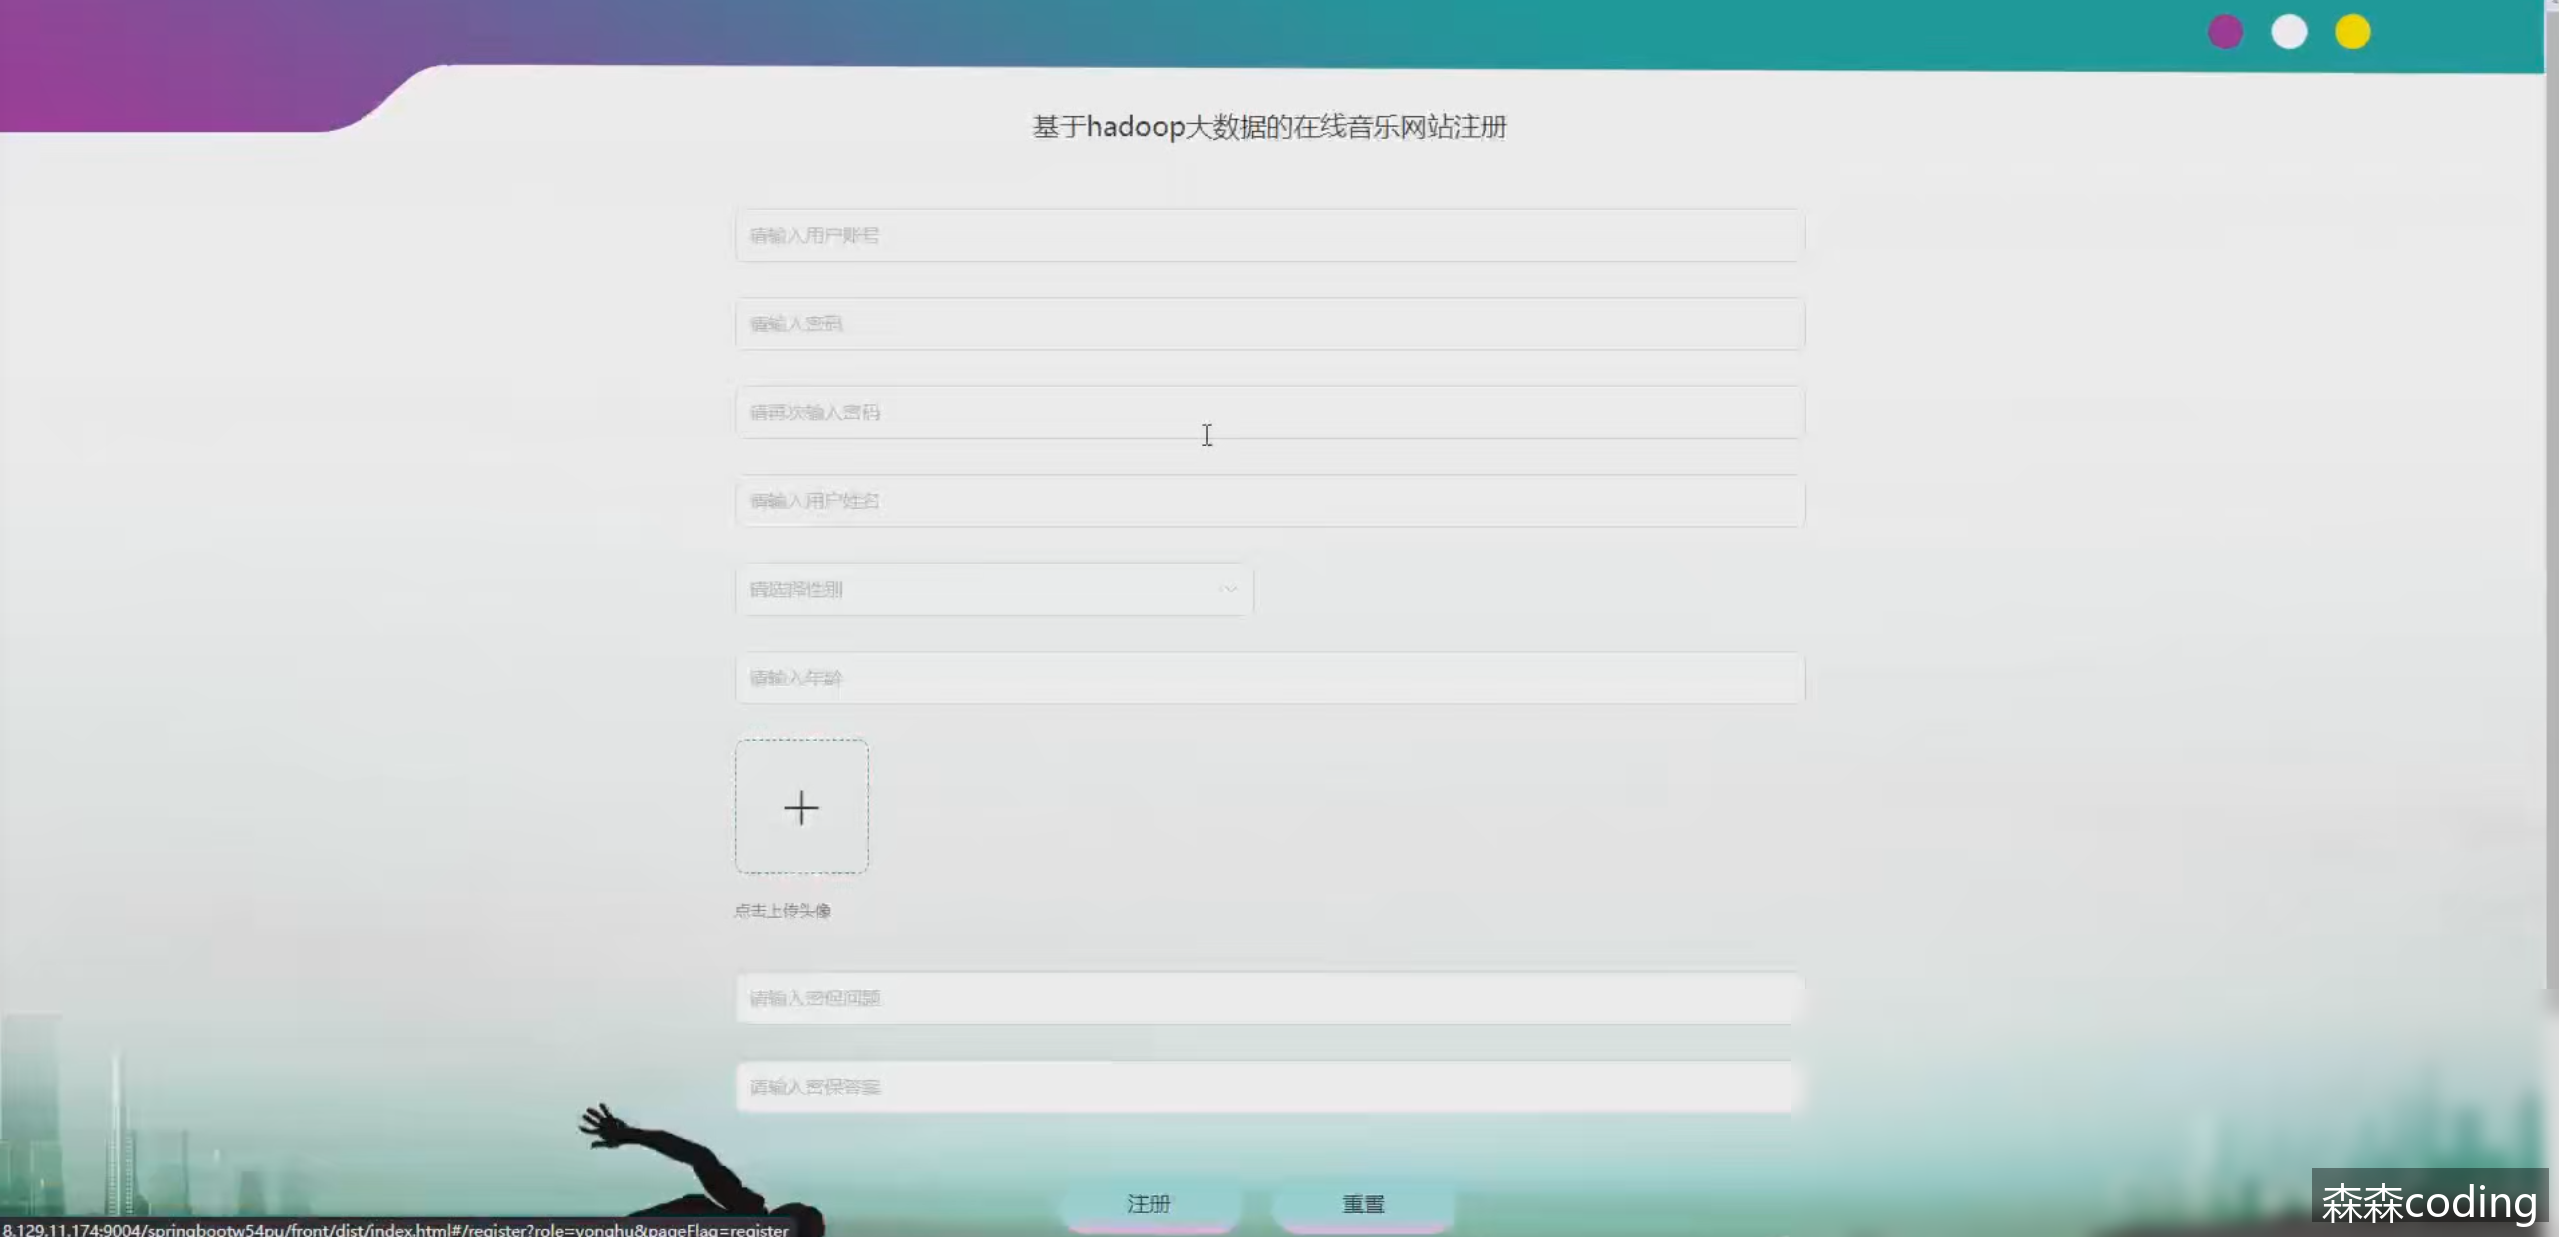 基于hadoop大数据的在线音乐网站注册
请输入用户账号
请输入密码
请再次输入密码
请输入用户姓名
请选择性别
请输入年龄
点击上传头像
请输入密保问题
请输入密保答案
注册
重置
森森coding
8.129.11.174:9004/springbootw54pu/front/dist/index.html#/register?role=yonghu&pageFlag=register